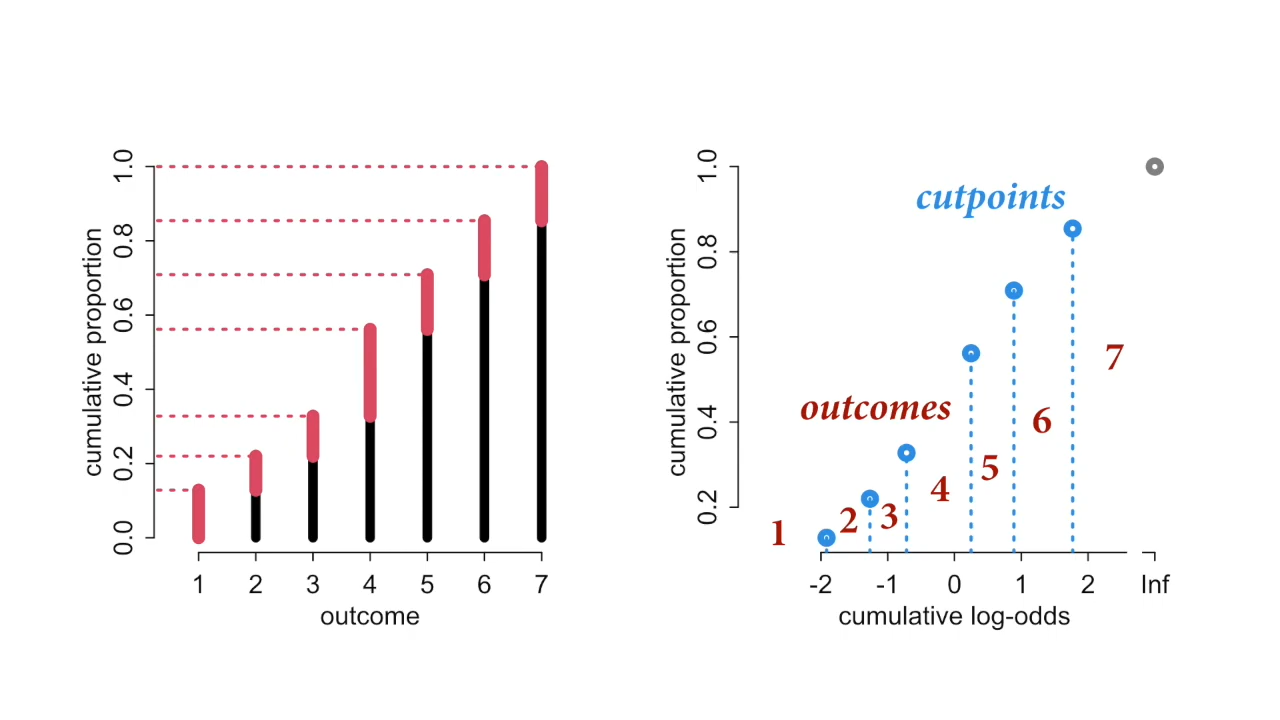 cumulative proportion
1.0
0.8
0.6
0.4
0.2
0.0
1 2 3 4 5 6 7
outcome
cumulative proportion
1.0
0.8
0.6
0.4
0.2
cutpoints
outcomes
1
2
3
4
5
6
7
-2 -1 0 1 2 Inf
cumulative log-odds